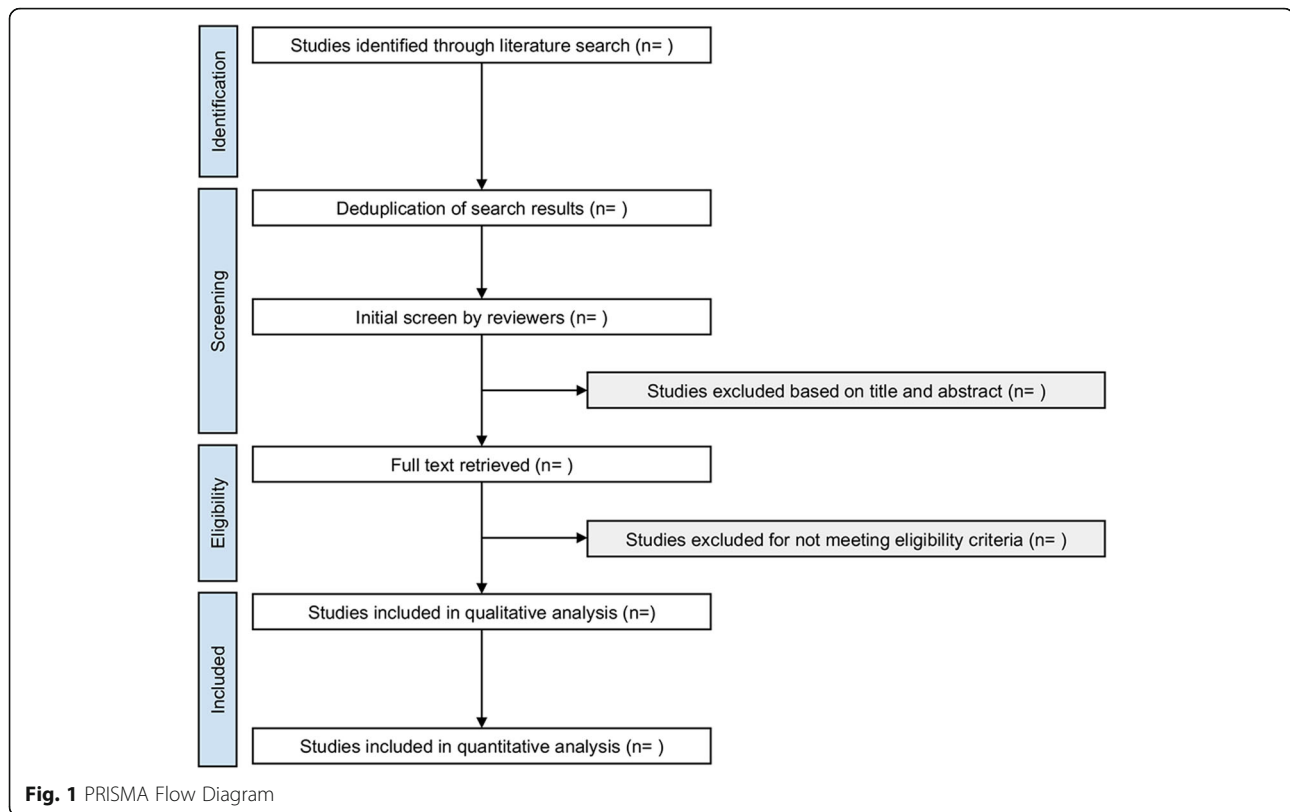 Identification
Studies identified through literature search (n= )
Screening
Deduplication of search results (n= )
Initial screen by reviewers (n= )
Studies excluded based on title and abstract (n= )
Eligibility
Full text retrieved (n= )
Studies excluded for not meeting eligibility criteria (n= )
Included
Studies included in qualitative analysis (n=)
Studies included in quantitative analysis (n= )
Fig. 1 PRISMA Flow Diagram